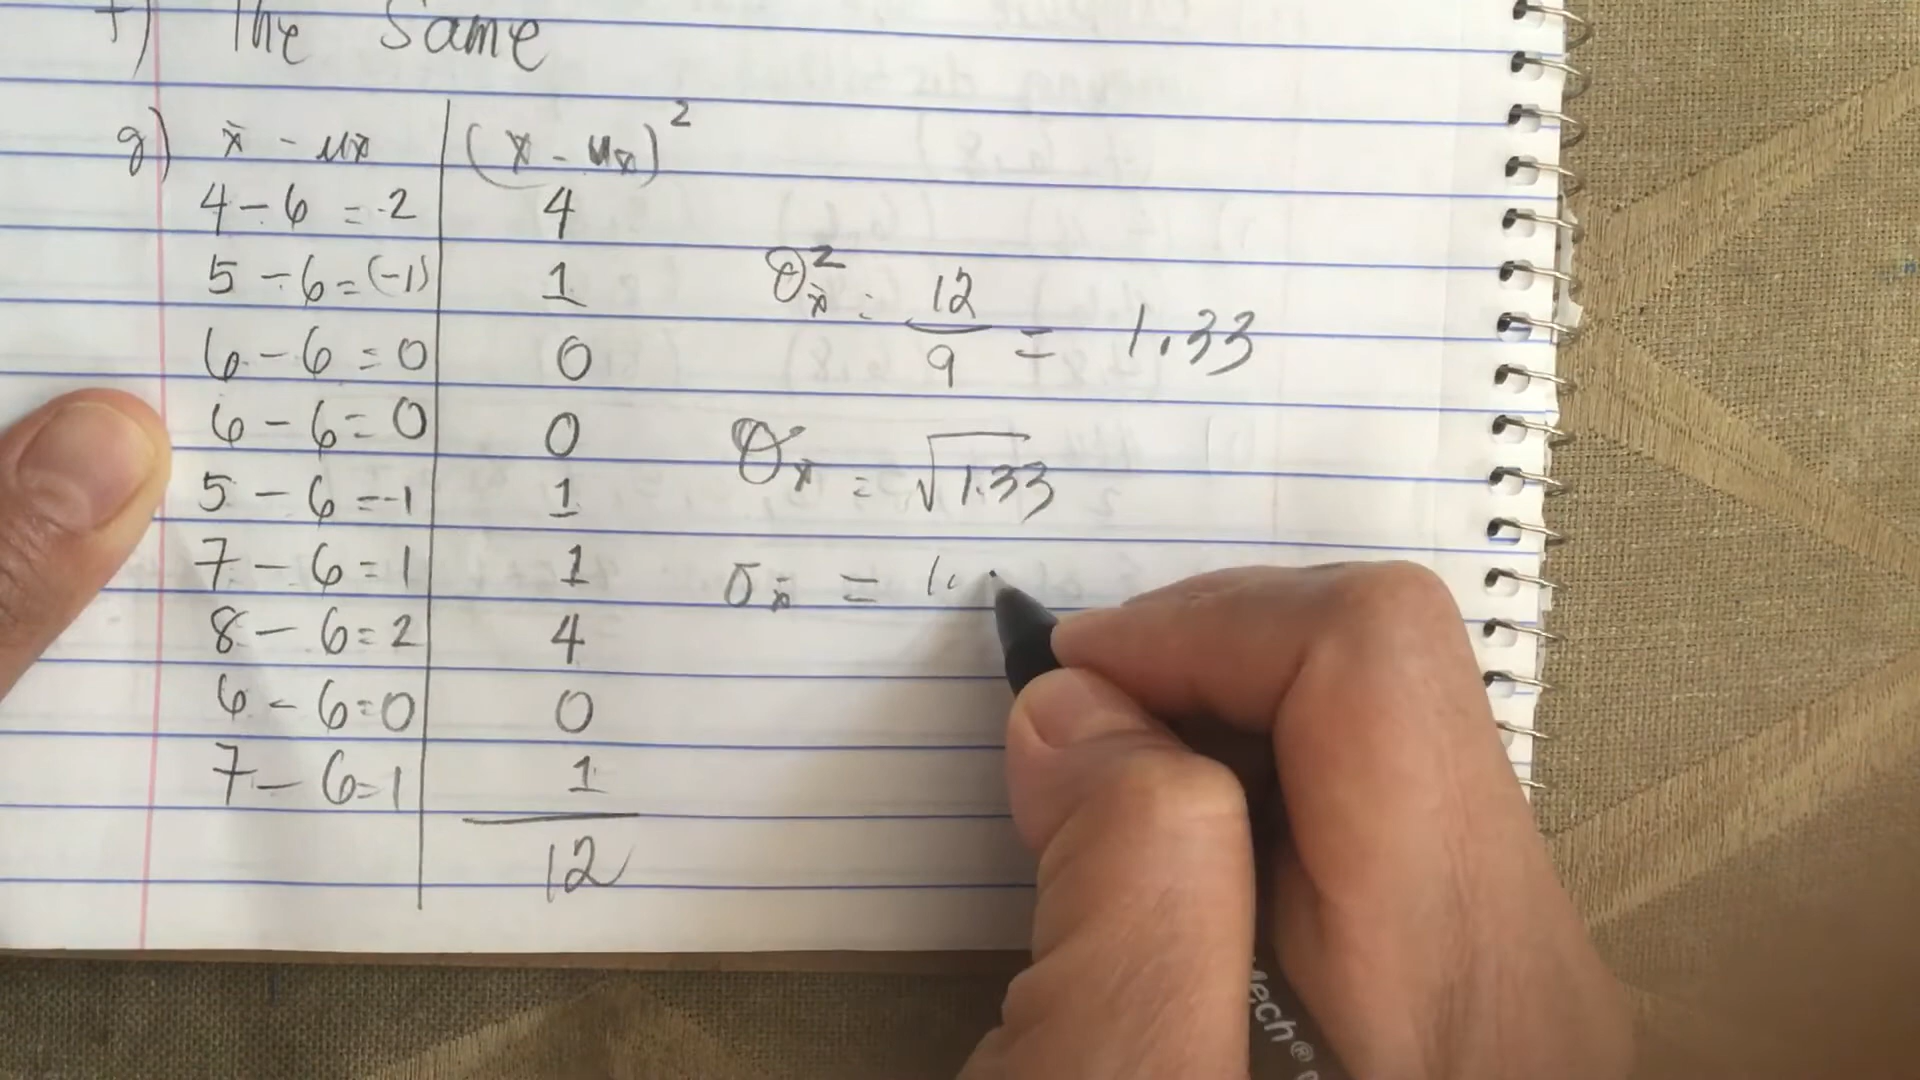 f) The Same
g) x̄ - μx̄ | (x̄ - μx̄)²
4 - 6 = -2 | 4
5 - 6 = (-1) | 1
6 - 6 = 0 | 0
6 - 6 = 0 | 0
5 - 6 = -1 | 1
7 - 6 = 1 | 1
8 - 6 = 2 | 4
6 - 6 = 0 | 0
7 - 6 = 1 | 1
12
σ²x̄ = 12/9 = 1.33
σx̄ = √1.33
σx̄ = 1.
Mech®